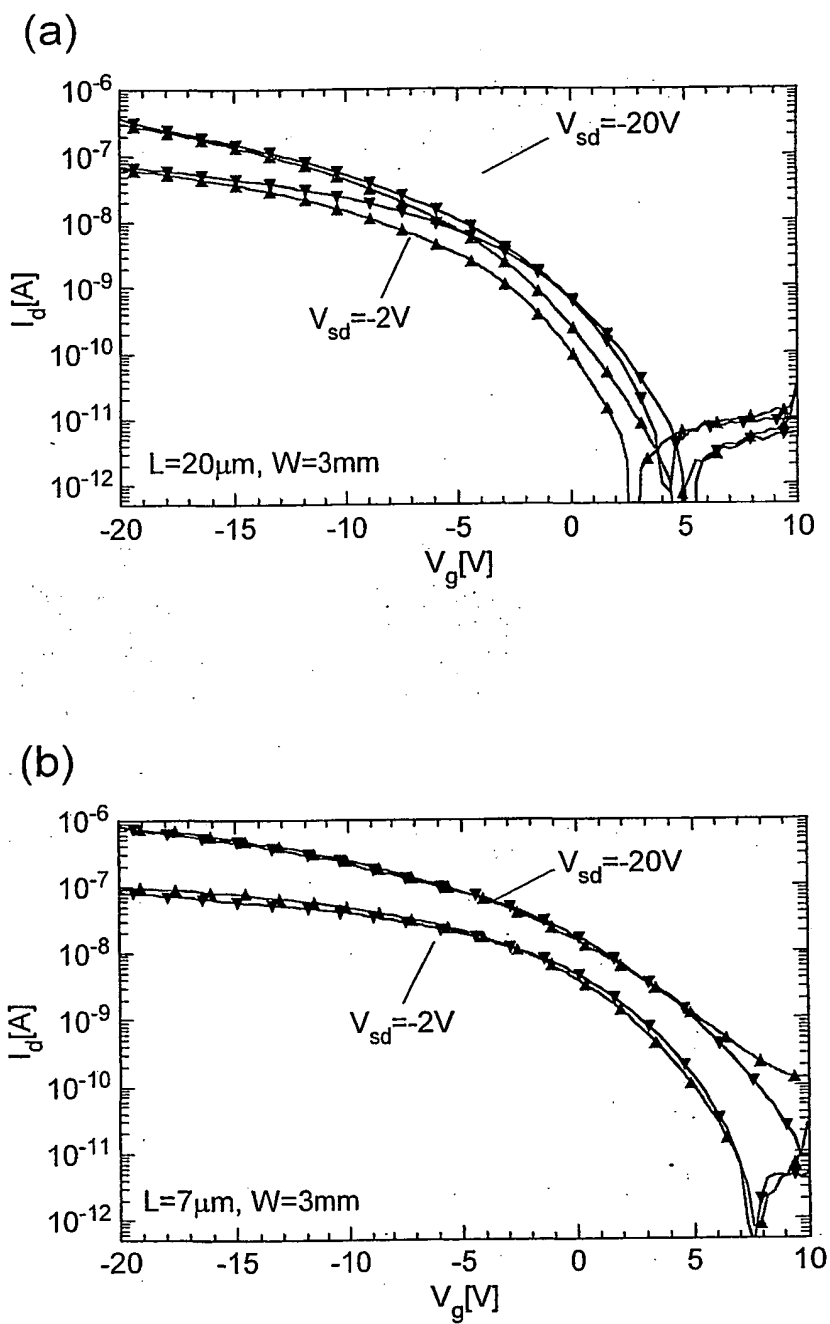 (a)
10⁻⁶
10⁻⁷
10⁻⁸
10⁻⁹
10⁻¹⁰
10⁻¹¹
10⁻¹²
I_d[A]
V_sd=-20V
V_sd=-2V
L=20μm, W=3mm
-20 -15 -10 -5 0 5 10
V_g[V]
(b)
10⁻⁶
10⁻⁷
10⁻⁸
10⁻⁹
10⁻¹⁰
10⁻¹¹
10⁻¹²
I_d[A]
V_sd=-20V
V_sd=-2V
L=7μm, W=3mm
-20 -15 -10 -5 0 5 10
V_g[V]